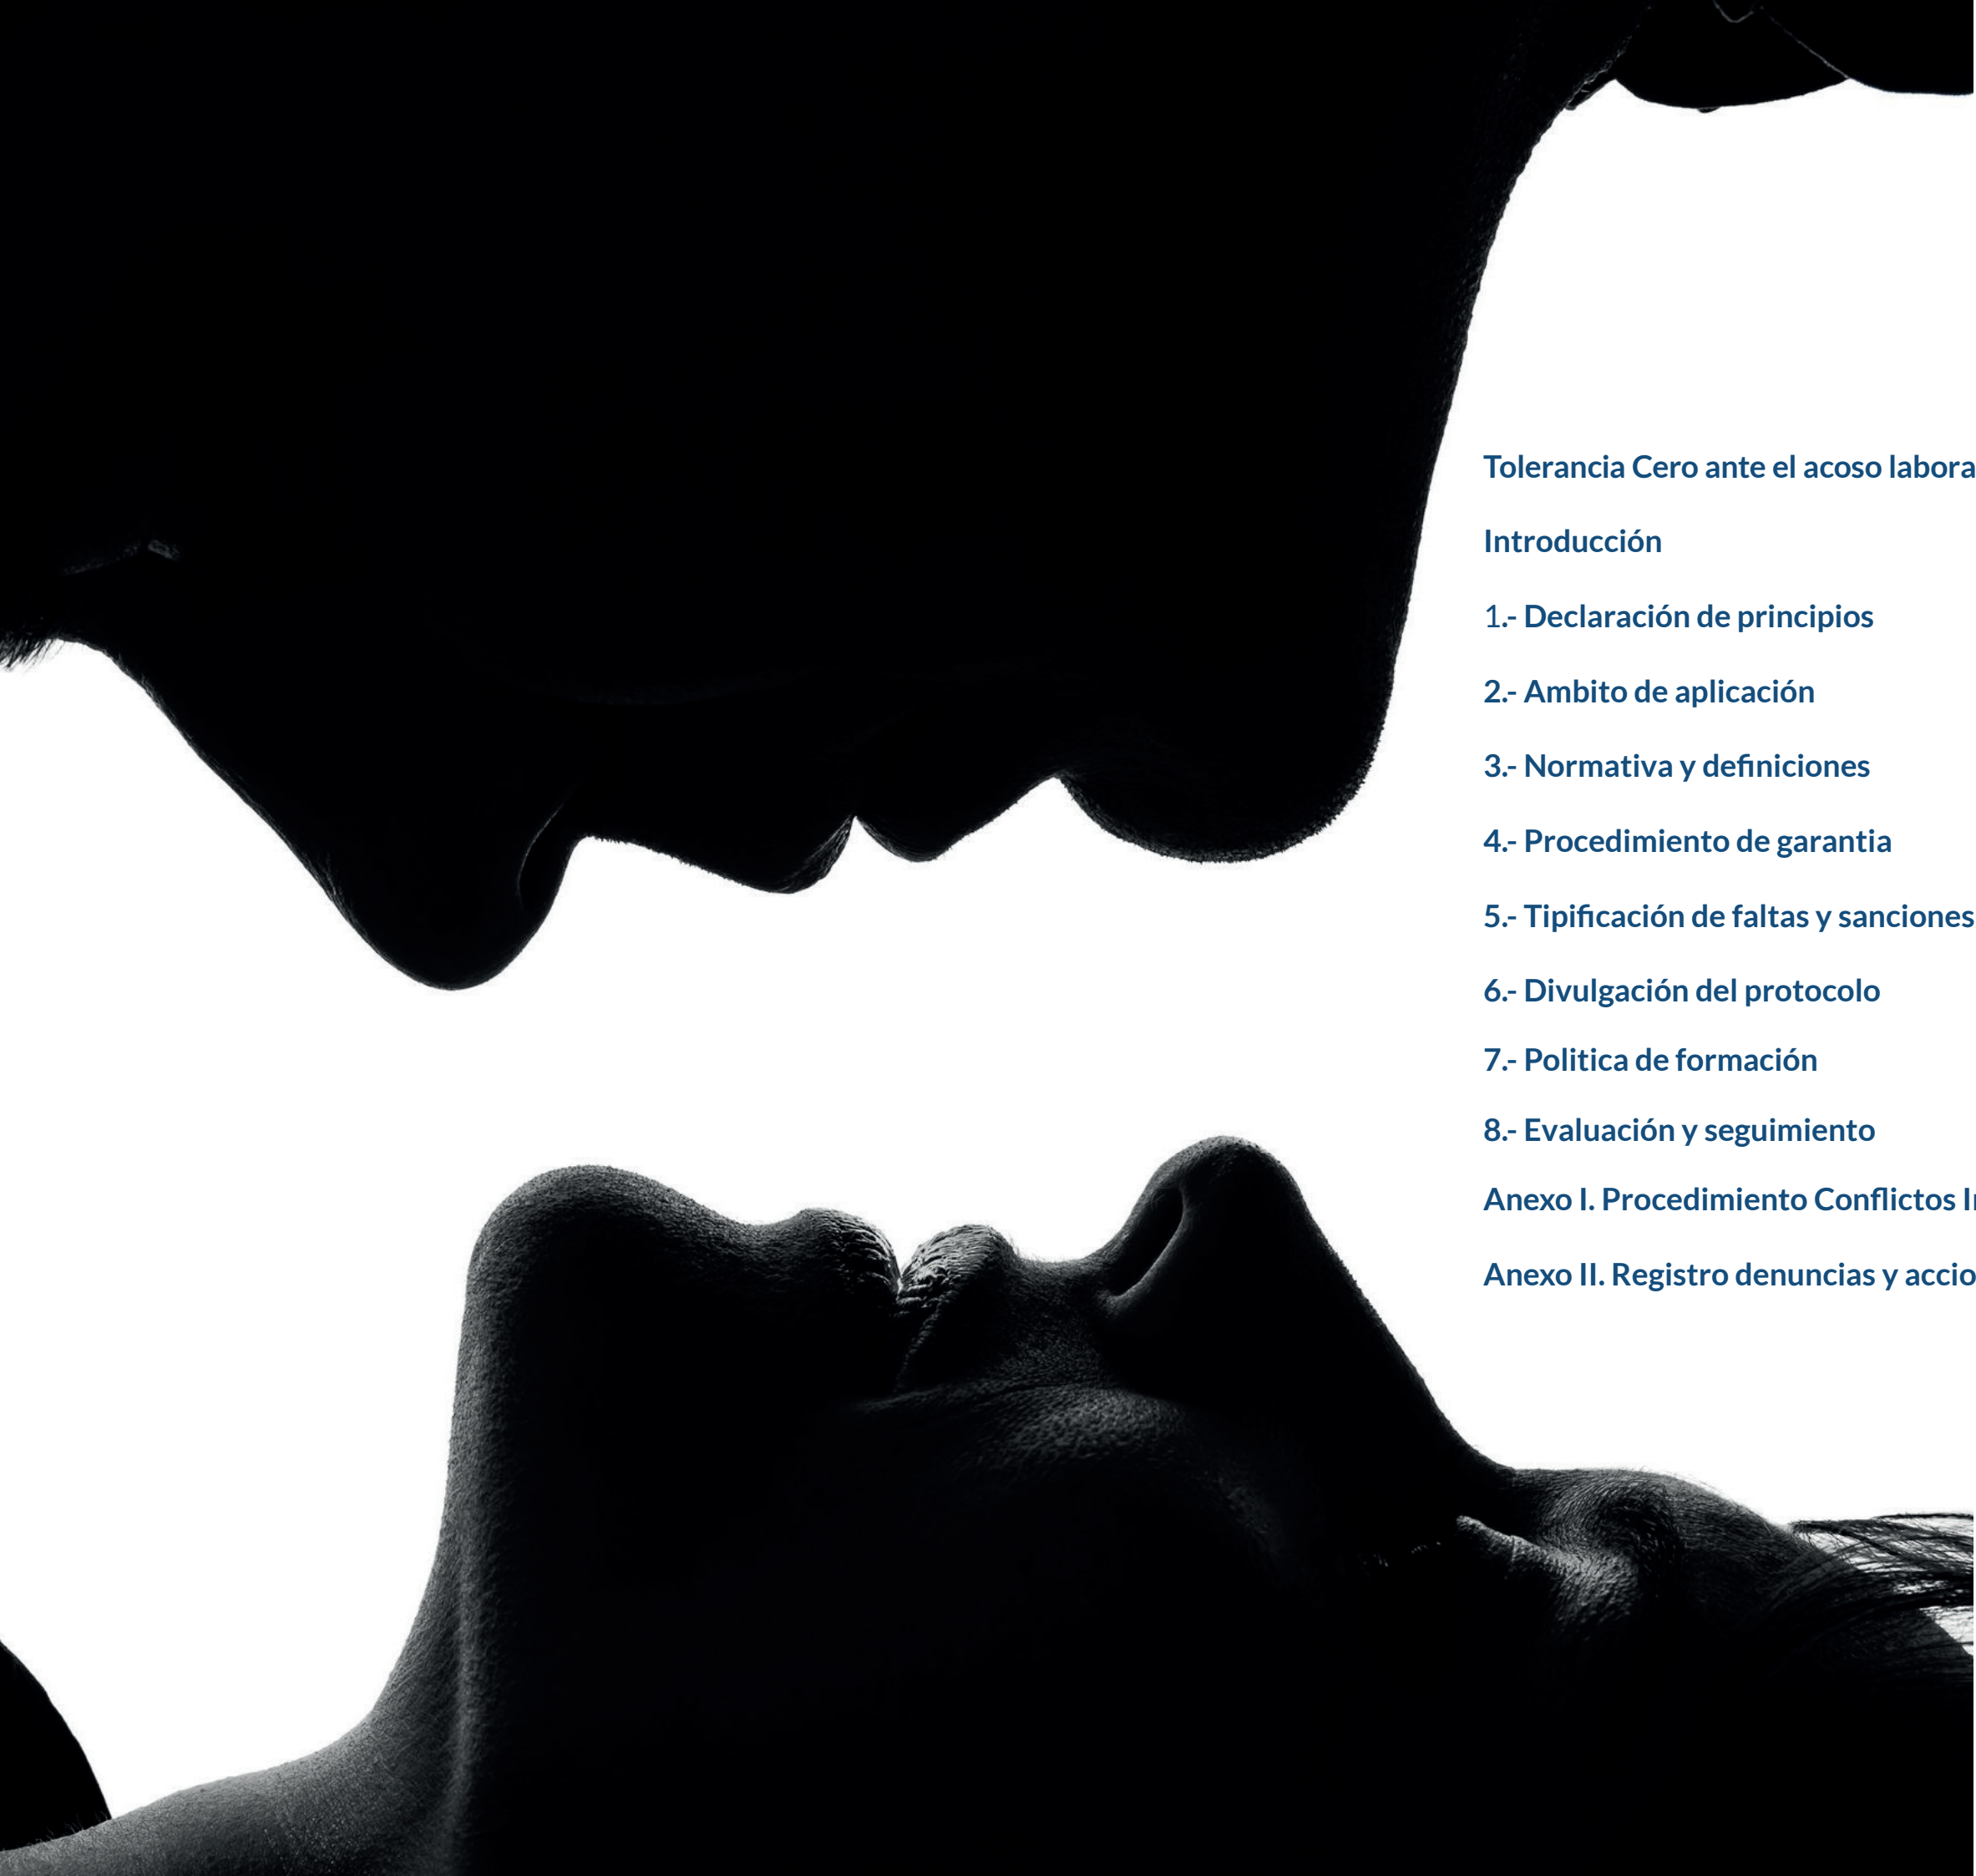 Tolerancia Cero ante el acoso labora
Introducción
1.- Declaración de principios
2.- Ambito de aplicación
3.- Normativa y definiciones
4.- Procedimiento de garantia
5.- Tipificación de faltas y sanciones
6.- Divulgación del protocolo
7.- Politica de formación
8.- Evaluación y seguimiento
Anexo I. Procedimiento Conflictos
Anexo II. Registro denuncias y accio